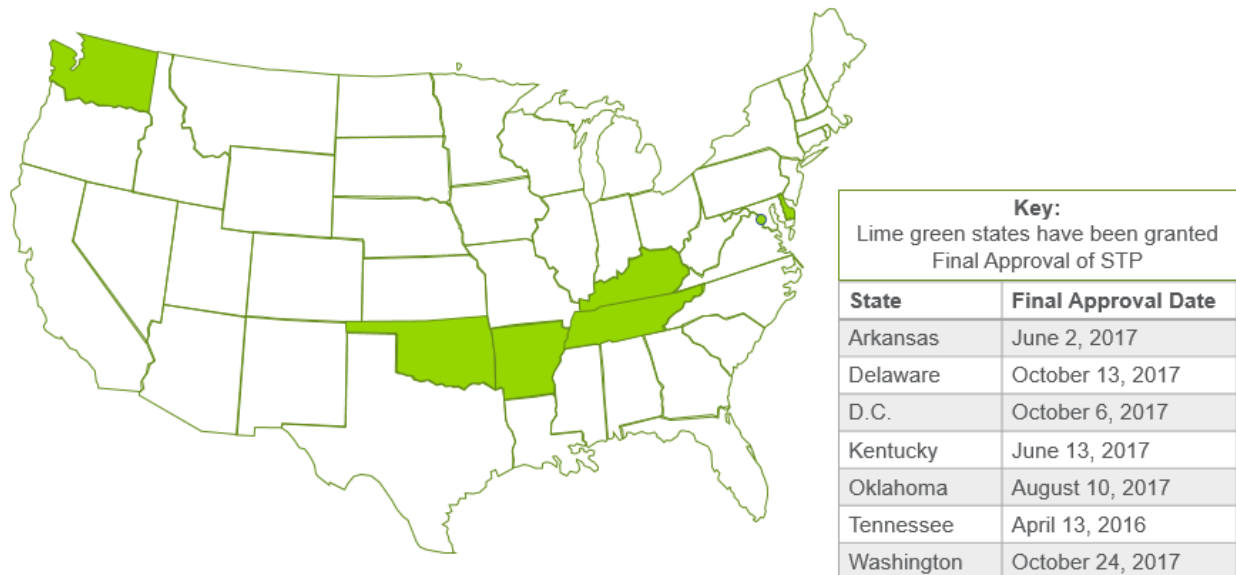 Key:
Lime green states have been granted
Final Approval of STP
State Final Approval Date
Arkansas June 2, 2017
Delaware October 13, 2017
D.C. October 6, 2017
Kentucky June 13, 2017
Oklahoma August 10, 2017
Tennessee April 13, 2016
Washington October 24, 2017